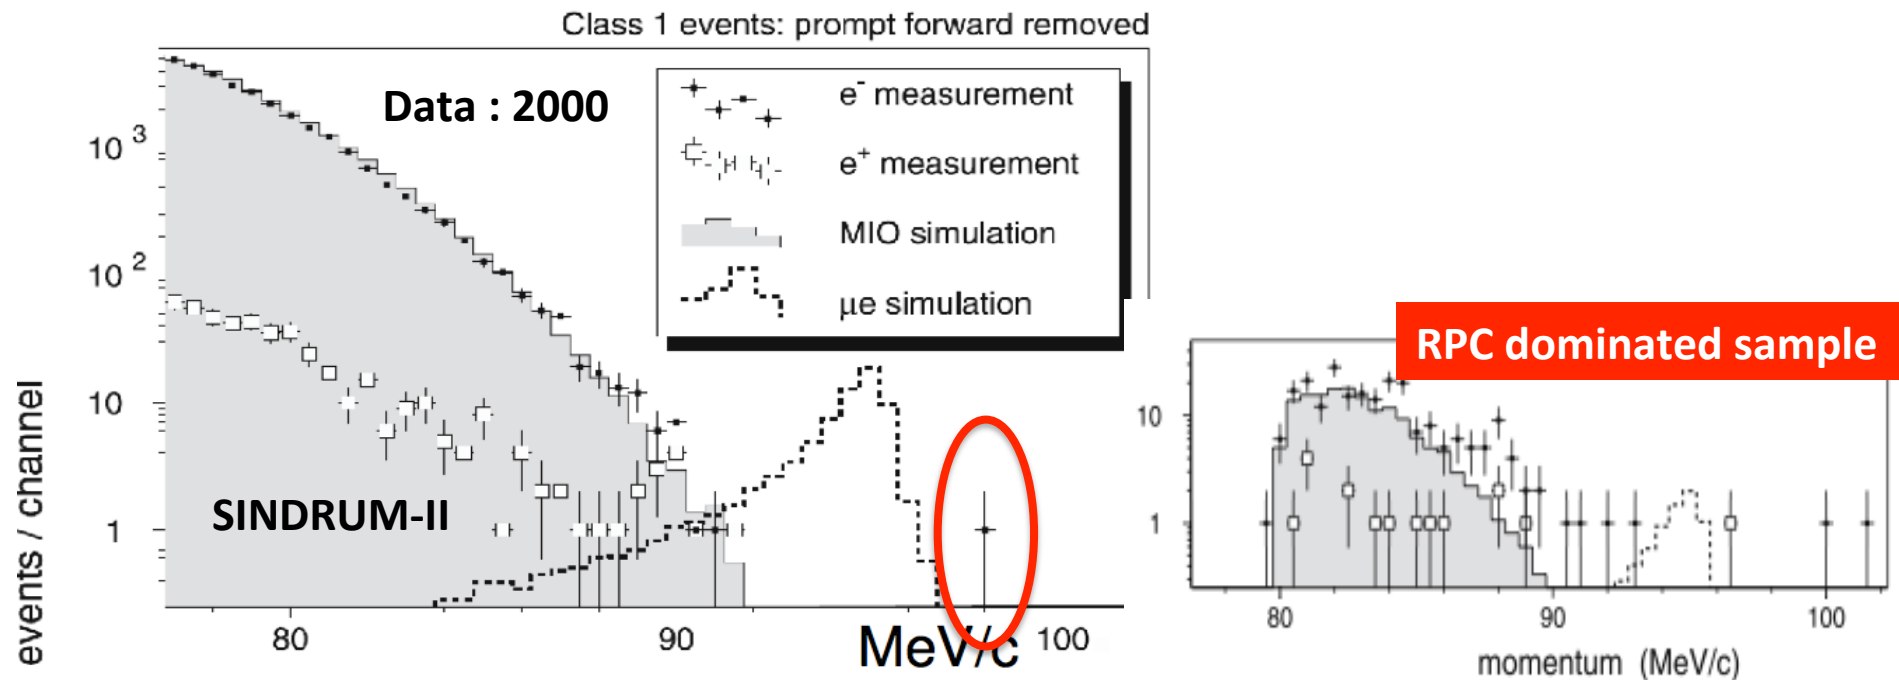 Class 1 events: prompt forward removed
Data : 2000
e⁻ measurement
e⁺ measurement
MIO simulation
μe simulation
10³
10²
10
1
events / channel
SINDRUM-II
80
90
100
MeV/c
RPC dominated sample
10
1
80
90
100
momentum (MeV/c)